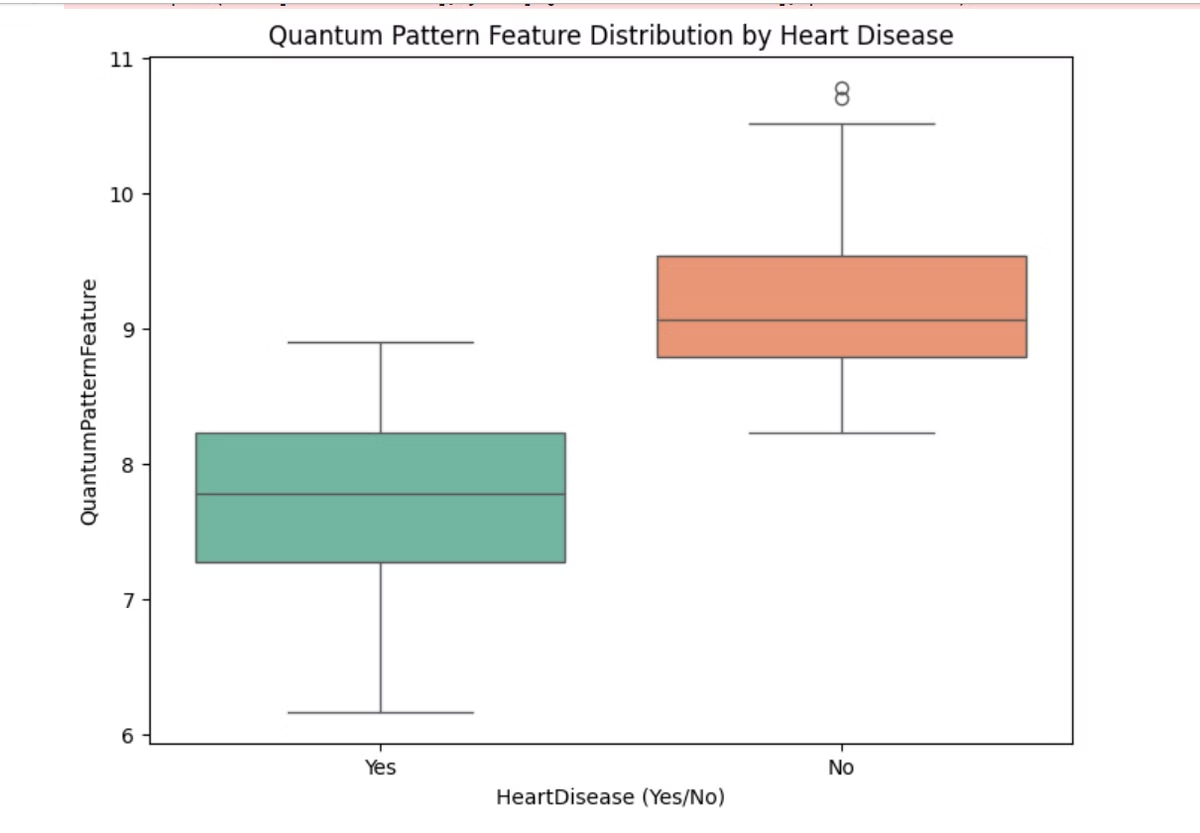 Quantum Pattern Feature Distribution by Heart Disease
11
10
9
8
7
6
QuantumPatternFeature
Yes
No
HeartDisease (Yes/No)